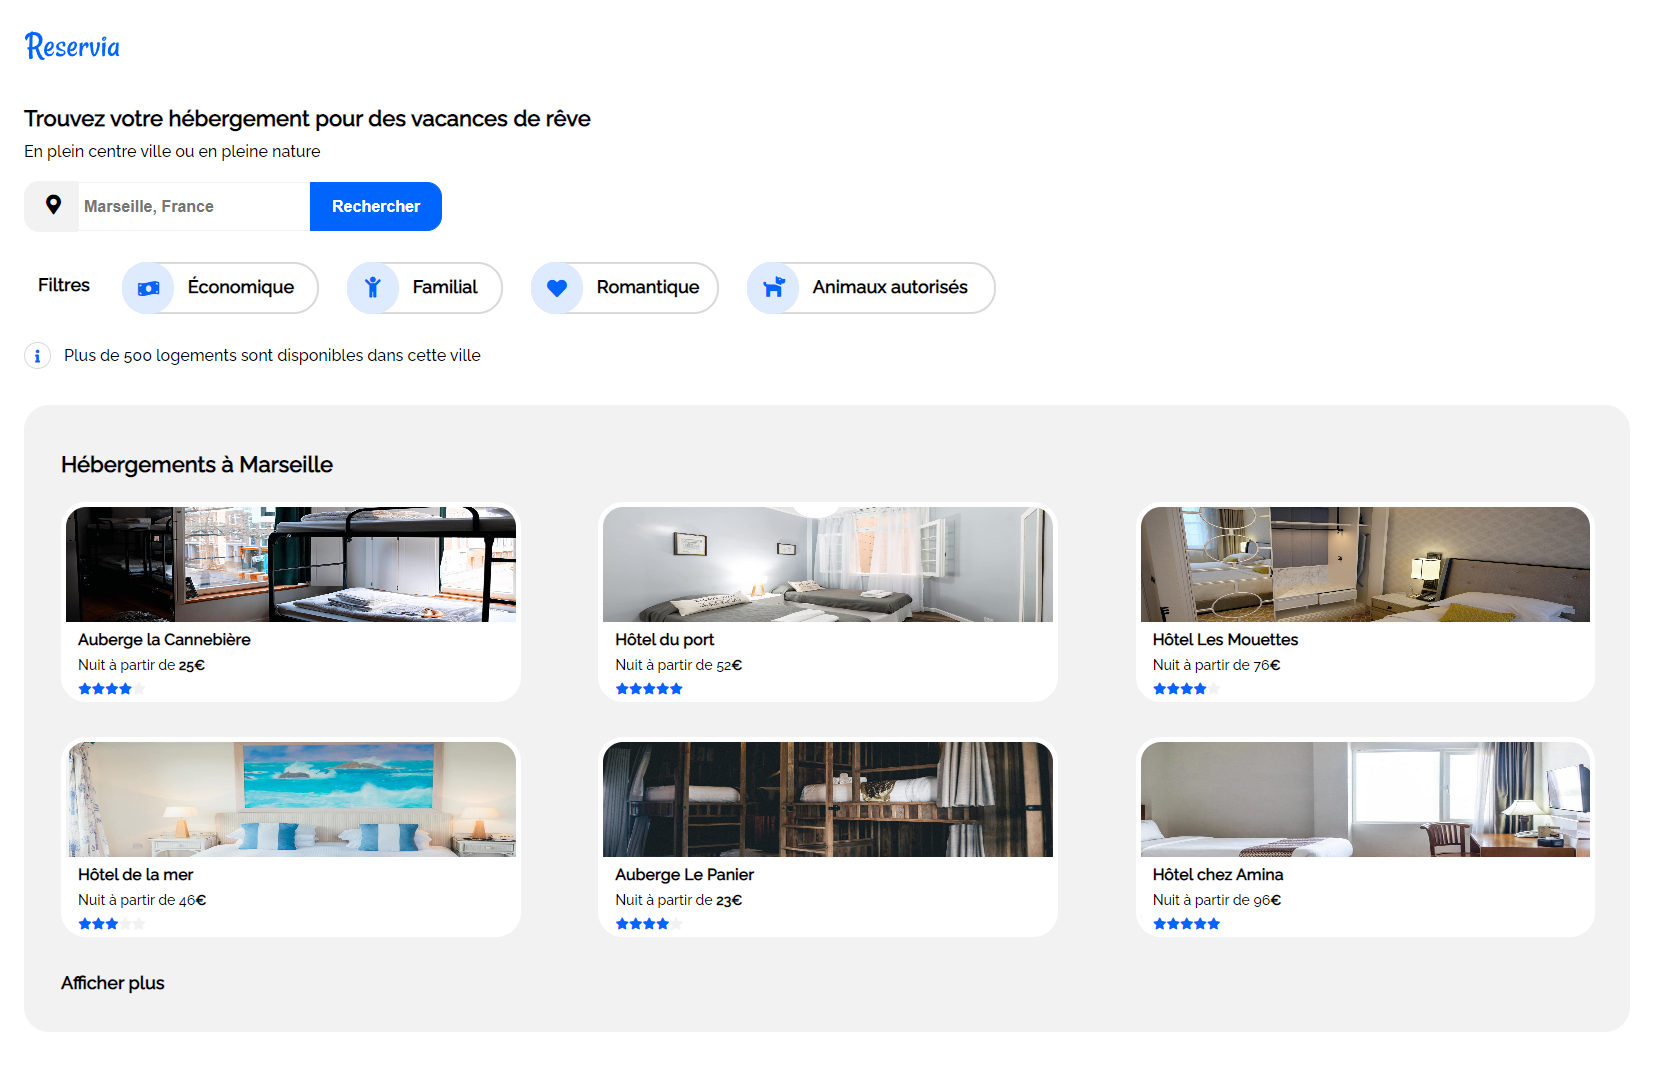 Reservia
Trouvez votre hébergement pour des vacances de rêve
En plein centre ville ou en pleine nature
Marseille, France
Rechercher
Filtres
Économique
Familial
Romantique
Animaux autorisés
Plus de 500 logements sont disponibles dans cette ville
Hébergements à Marseille
Auberge la Cannebière
Nuit à partir de 25€
Hôtel du port
Nuit à partir de 52€
Hôtel Les Mouettes
Nuit à partir de 76€
Hôtel de la mer
Nuit à partir de 46€
Auberge Le Panier
Nuit à partir de 23€
Hôtel chez Amina
Nuit à partir de 96€
Afficher plus